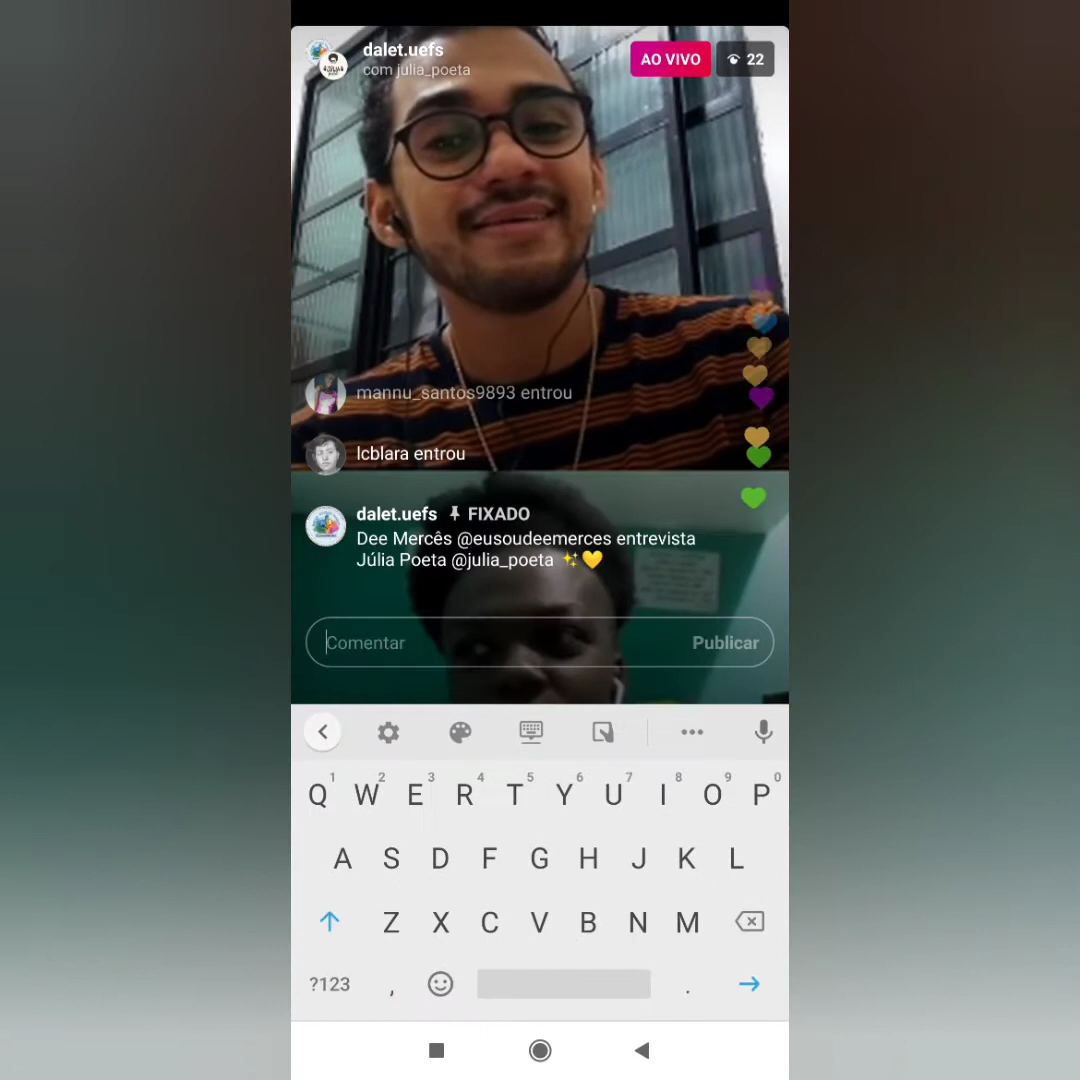 dalet.uefs
com julia_poeta
AO VIVO
22
mannu_santos9893 entrou
lcblara entrou
dalet.uefs FIXADO
Dee Mercês @eusoudeemerces entrevista
Júlia Poeta @julia_poeta ✨💛
Comentar
Publicar
1 2 3 4 5 6 7 8 9 0
Q W E R T Y U I O P
A S D F G H J K L
Z X C V B N M
?123 , .